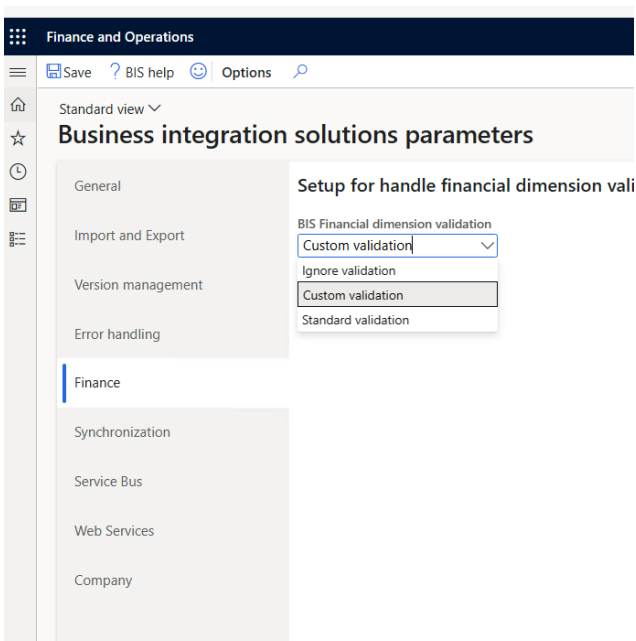 Finance and Operations
Save ? BIS help Options
Standard view
Business integration solutions parameters
General
Import and Export
Version management
Error handling
Finance
Synchronization
Service Bus
Web Services
Company
Setup for handle financial dimension vali
BIS Financial dimension validation
Custom validation
Ignore validation
Custom validation
Standard validation